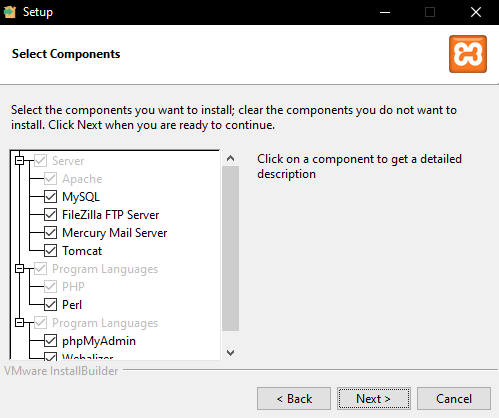 Setup
Select Components
Select the components you want to install; clear the components you do not want to
install. Click Next when you are ready to continue.
Server
Apache
MySQL
FileZilla FTP Server
Mercury Mail Server
Tomcat
Program Languages
PHP
Perl
Program Languages
phpMyAdmin
Webalizer
Click on a component to get a detailed
description
VMware InstallBuilder
< Back
Next >
Cancel